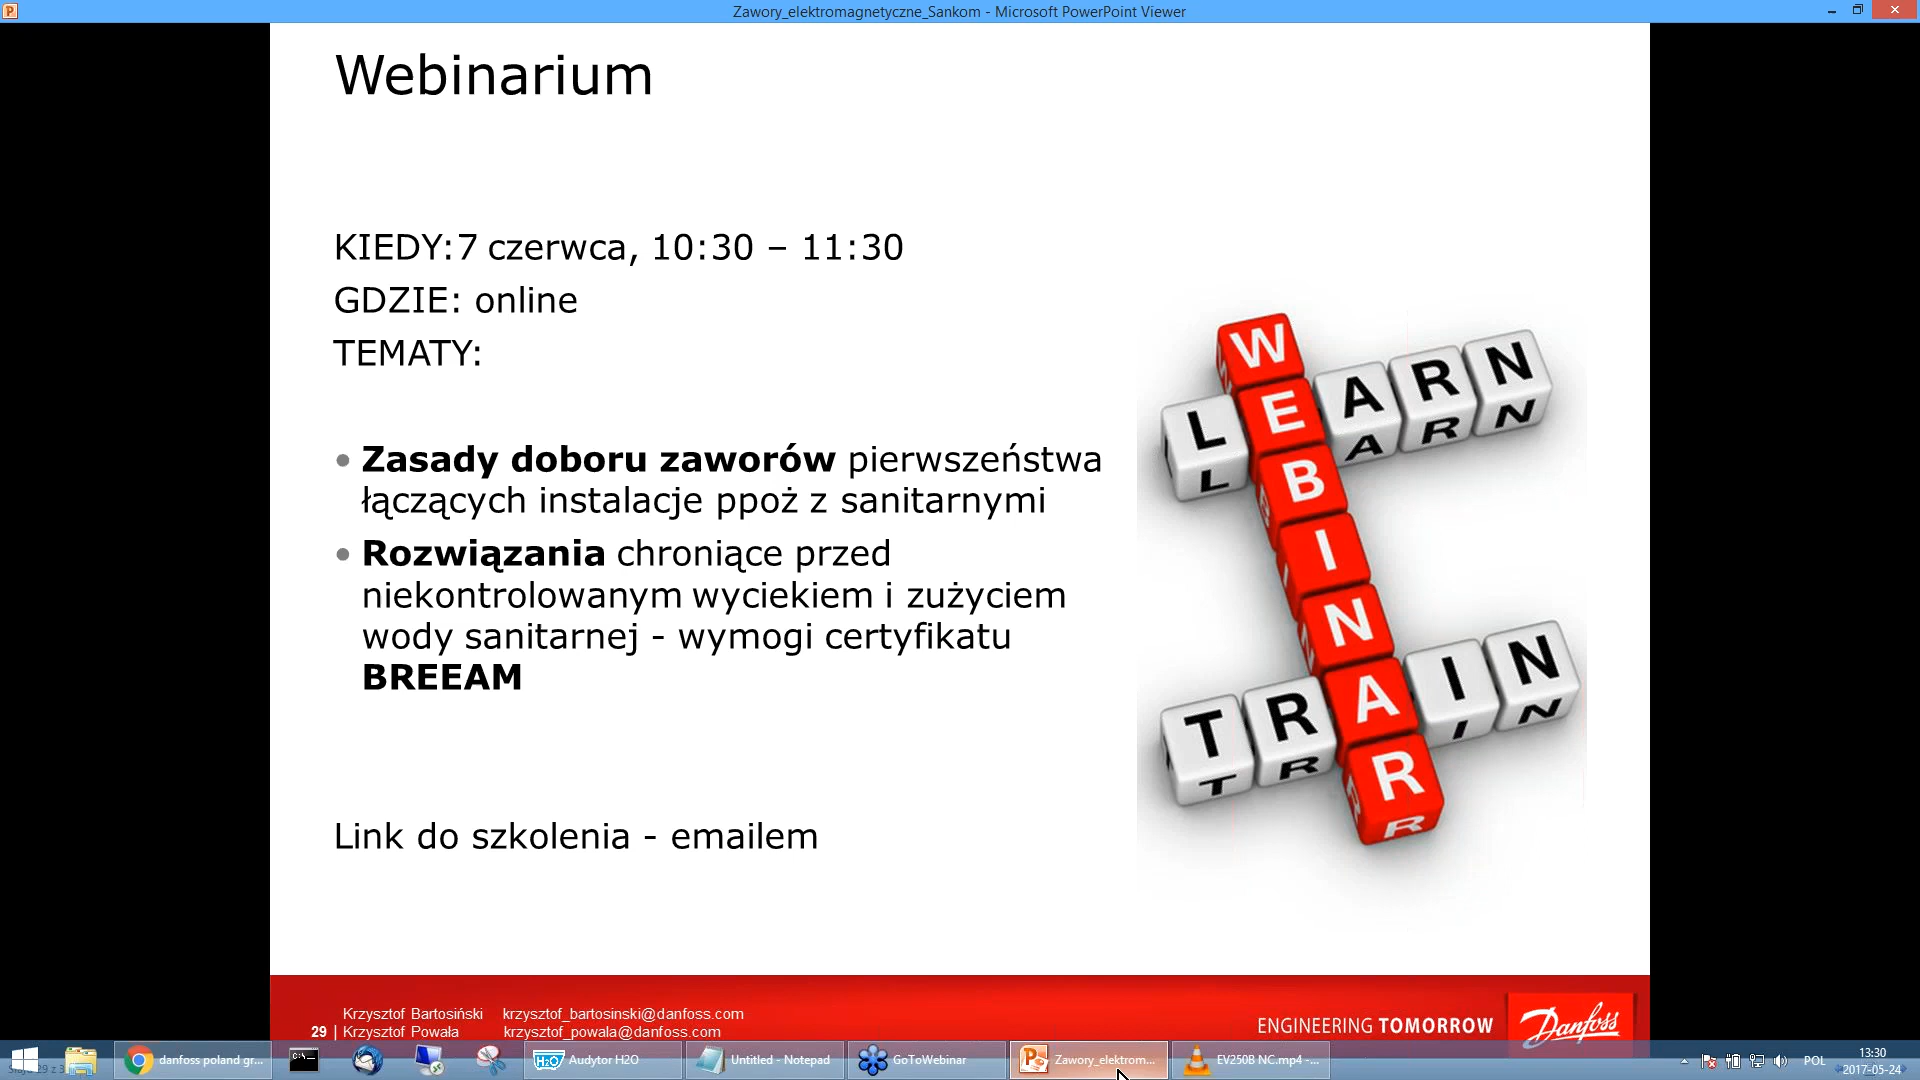 Zawory_elektromagnetyczne_Sankom - Microsoft PowerPoint Viewer
Webinarium
KIEDY:7 czerwca, 10:30 – 11:30
GDZIE: online
TEMATY:
• Zasady doboru zaworów pierwszeństwa
łączących instalacje ppoż z sanitarnymi
• Rozwiązania chroniące przed
niekontrolowanym wyciekiem i zużyciem
wody sanitarnej - wymogi certyfikatu
BREEAM
Link do szkolenia - emailem
WEBINAR
LEARN
TRAIN
Krzysztof Bartosiński krzysztof_bartosinski@danfoss.com
29 | Krzysztof Powała krzysztof_powala@danfoss.com
ENGINEERING TOMORROW
Danfoss
danfoss poland gr...
Audytor H2O
Untitled - Notepad
GoToWebinar
Zawory_elektrom...
EV250B NC.mp4 -...
POL
13:30
2017-05-24